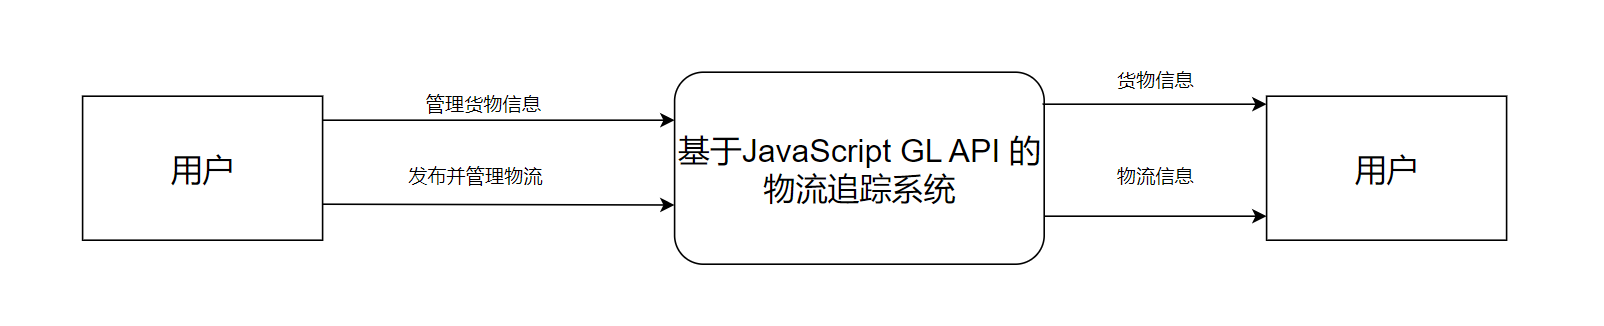 用户
管理货物信息
发布并管理物流
基于JavaScript GL API 的
物流追踪系统
货物信息
物流信息
用户